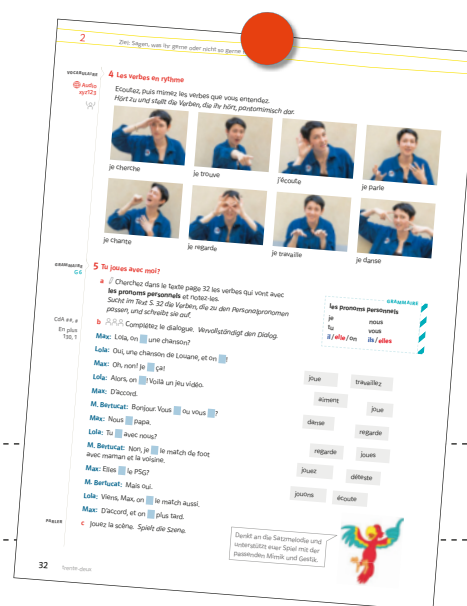 2
Ziel: Sagen, was ihr gerne oder nicht so gerne
VOCABULAIRE
4 Les verbes en rythme
Audio
xyz123
Écoutez, puis mimez les verbes que vous entendez.
Hört zu und stellt die Verben, die ihr hört, pantomimisch dar.
je cherche
je trouve
j'écoute
je parle
je chante
je regarde
je travaille
je danse
GRAMMAIRE
G 6
5 Tu joues avec moi?
a Cherchez dans le texte page 32 les verbes qui vont avec
les pronoms personnels et notez-les.
Sucht im Text S. 32 die Verben, die zu den Personalpronomen
passen, und schreibt sie auf.
GRAMMAIRE
les pronoms personnels
je nous
tu vous
il/elle/on ils/elles
En plus
b Complétez le dialogue. Vervollständigt den Dialog.
Max: Lola, on une chanson?
Lola: Oui, une chanson de Louane, et on ?
Max: Oh, non! Je ça!
Lola: Alors, on ! Voilà un jeu vidéo.
Max: D'accord.
M. Bertucat: Bonjour. Vous ou vous ?
Max: Nous papa.
Lola: Tu avec nous?
M. Bertucat: Non, je le match de foot
avec maman et la voisine.
Max: Elles le PSG?
M. Bertucat: Mais oui.
Lola: Viens, Max, on le match aussi.
Max: D'accord, et on plus tard.
joue
travaillez
aiment
joue
danse
regarde
regarde
joues
jouez
déteste
jouons
écoute
PARLER
c Jouez la scène. Spielt die Szene.
Denkt an die Satzmelodie und
unterstützt euer Spiel mit der
passenden Mimik und Gestik.
32
trente-deux